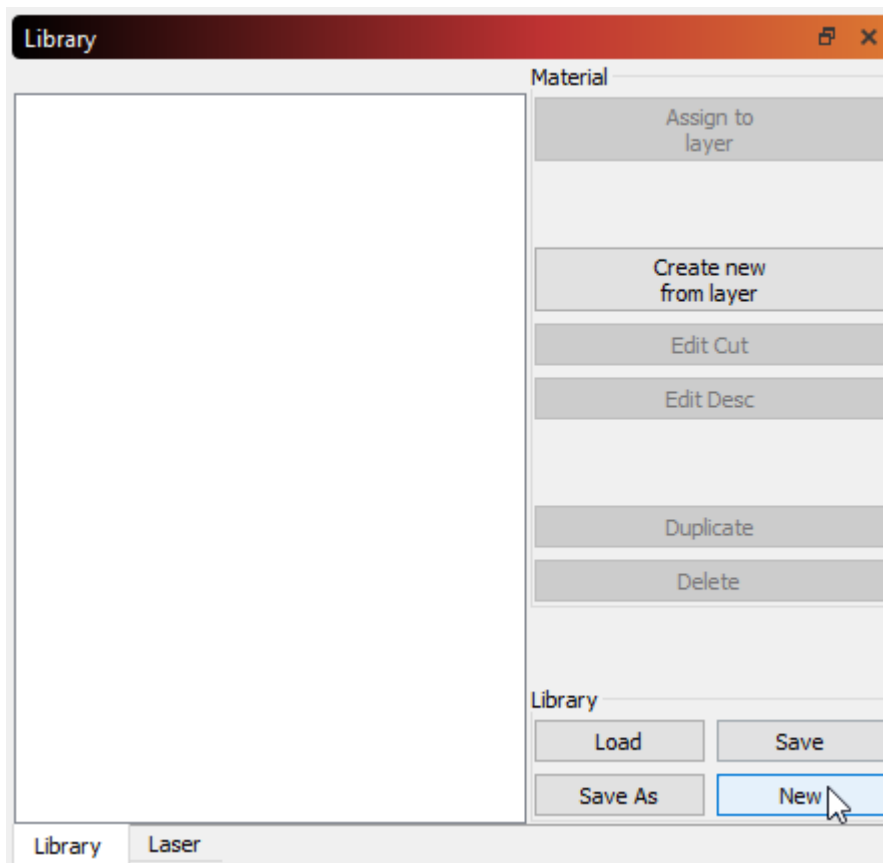 Library
Material
Assign to
layer
Create new
from layer
Edit Cut
Edit Desc
Duplicate
Delete
Library
Load Save
Save As New
Library Laser